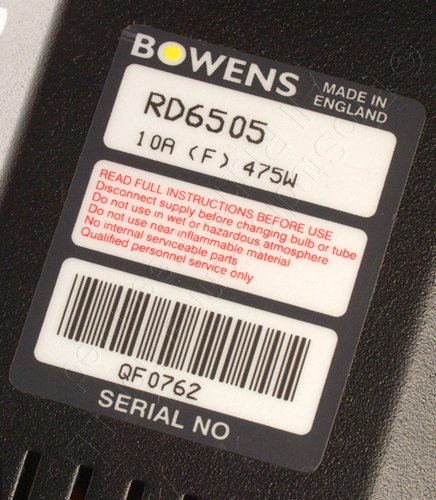 BOWENS
MADE IN
ENGLAND
RD6505
10A (F) 475W
READ FULL INSTRUCTIONS BEFORE USE
Disconnect supply before changing bulb or tube
Do not use in wet or hazardous atmosphere
Do not use near inflammable material
No internal serviceable parts
Qualified personnel service only
QF0762
SERIAL NO